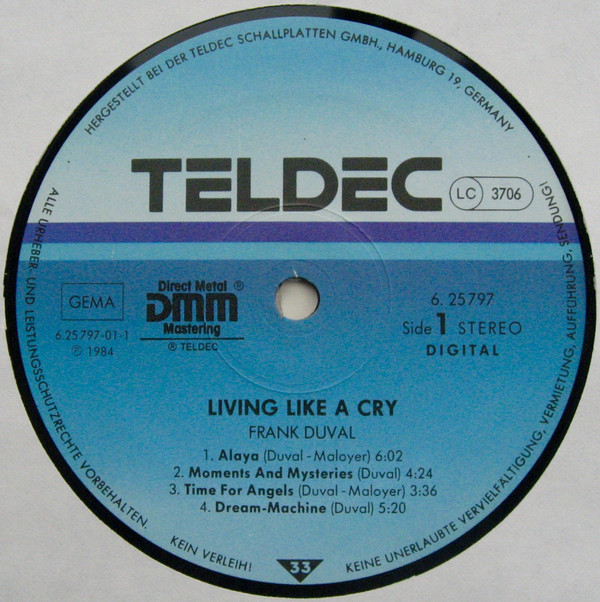 HERGESTELLT BEI DER TELDEC SCHALLPLATTEN GMBH., HAMBURG 19, GERMANY
TELDEC
LC 3706
GEMA
6.25797-01-1
℗ 1984
Direct Metal ®
DMM
Mastering
® TELDEC
6. 25797
Side 1 STEREO
DIGITAL
LIVING LIKE A CRY
FRANK DUVAL
1. Alaya (Duval - Maloyer) 6:02
2. Moments And Mysteries (Duval) 4:24
3. Time For Angels (Duval - Maloyer) 3:36
4. Dream-Machine (Duval) 5:20
33
ALLE URHEBER- UND LEISTUNGSSCHUTZRECHTE VORBEHALTEN.
KEIN VERLEIH!
KEINE UNERLAUBTE VERVIELFÄLTIGUNG, VERMIETUNG, AUFFÜHRUNG, SENDUNG!